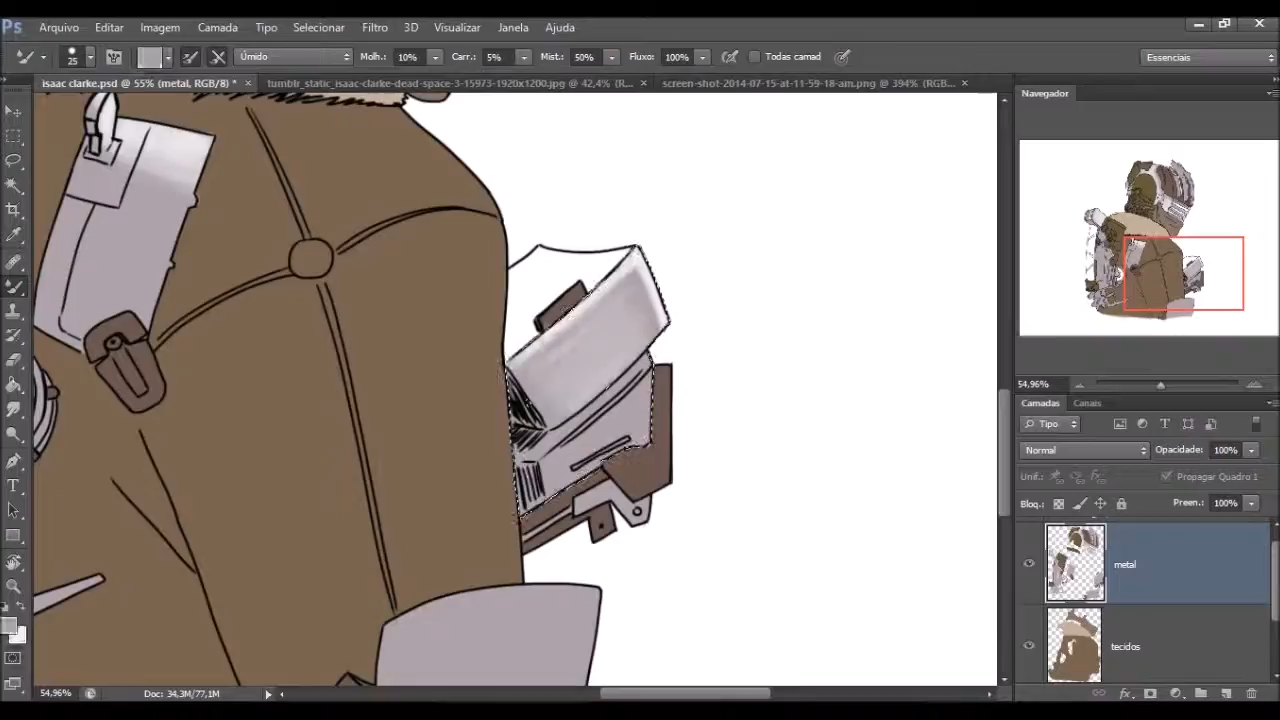 Ps Arquivo Editar Imagem Camada Tipo Selecionar Filtro 3D Visualizar Janela Ajuda
25 Úmido Molh.: 10% Carr.: 5% Mist.: 50% Fluxo: 100% Todas camad Essenciais
isaac clarke.psd @ 55% (metal, RGB/8) * × tumblr_static_isaac-clarke-dead-space-3-15973-1920x1200.jpg @ 42,4% (R... × screen-shot-2014-07-15-at-11-59-18-am.png @ 394% (RGB... ×
Navegador
54,96%
Camadas Canais
Tipo
Normal Opacidade: 100%
Unif.: Propagar Quadro 1
Bloq.: Preen.: 100%
metal
tecidos
54,96% Doc: 34,3M/77,1M